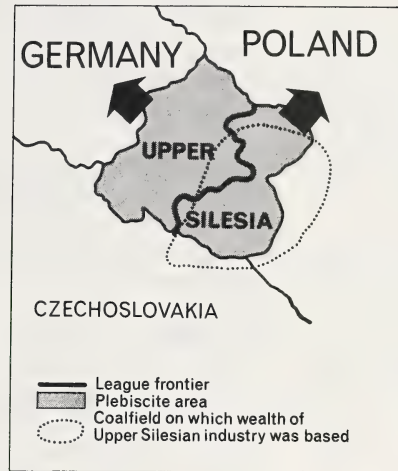 GERMANY
POLAND
UPPER
SILESIA
CZECHOSLOVAKIA
League frontier
Plebiscite area
Coalfield on which wealth of
Upper Silesian industry was based